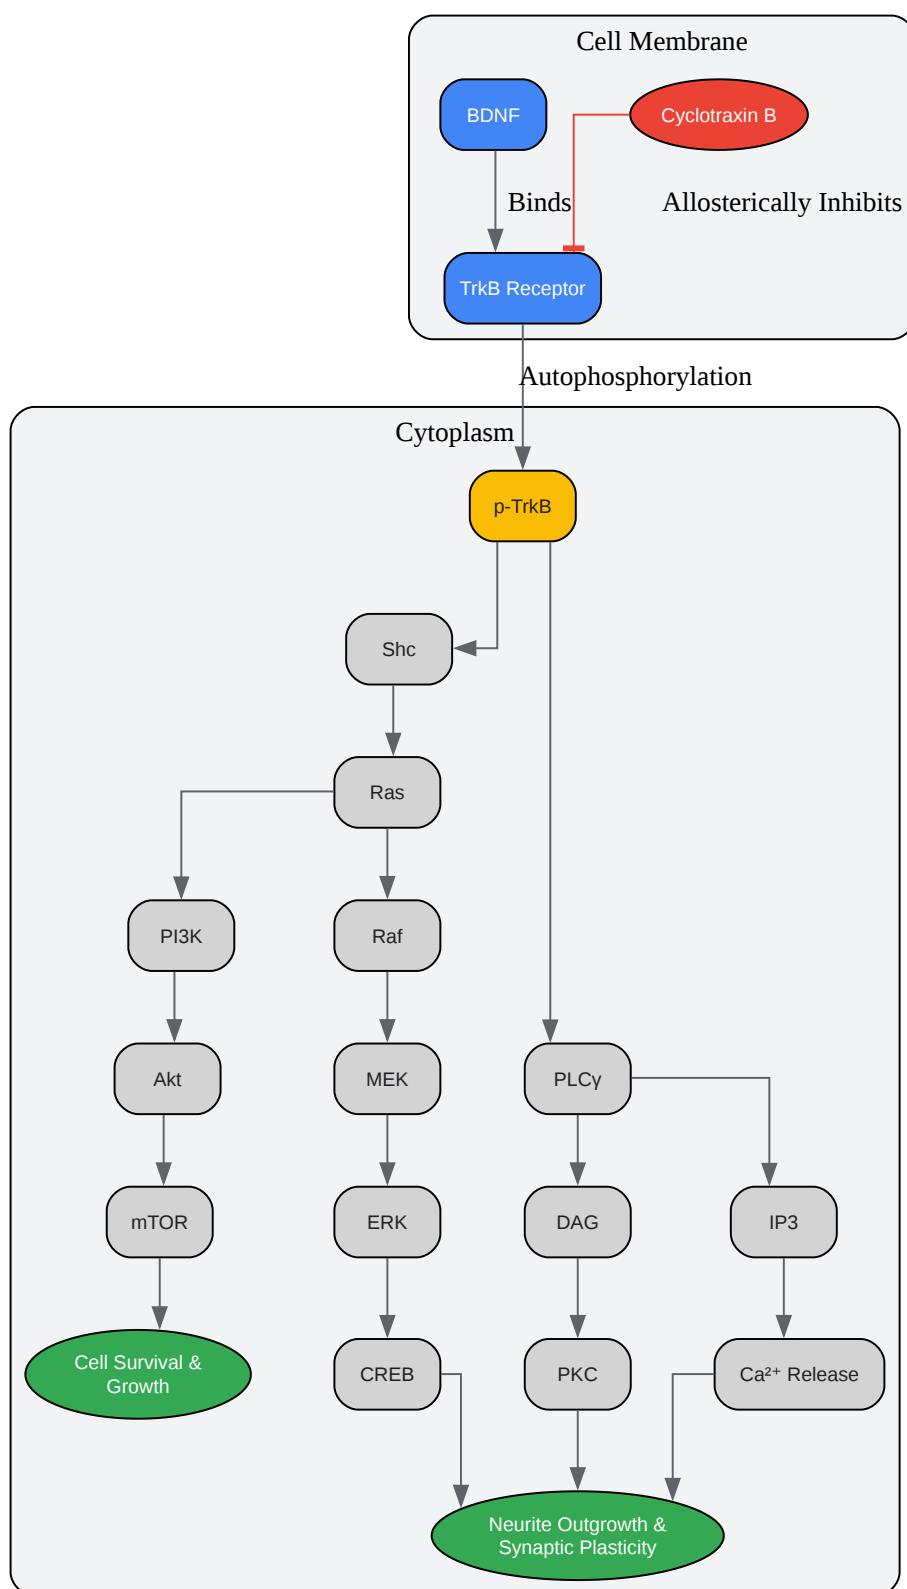 Cell Membrane
BDNF
Cyclotraxin B
Binds
Allosterically Inhibits
TrkB Receptor
Autophosphorylation
Cytoplasm
p-TrkB
Shc
Ras
PI3K
Raf
Akt
MEK
PLCγ
mTOR
ERK
DAG
IP3
Cell Survival &
Growth
CREB
PKC
Ca²⁺ Release
Neurite Outgrowth &
Synaptic Plasticity